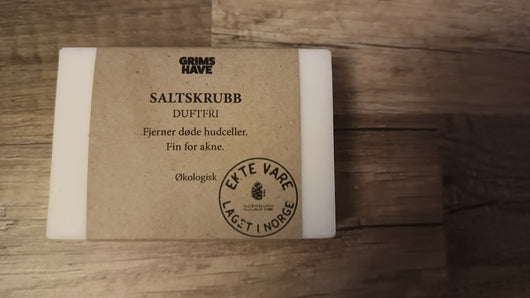 GRIMS
HAVE
SALTSKRUBB
DUFTFRI
Fjerner døde hudceller.
Fin for akne.
Økologisk
EKTE VARE
LAGET I NORGE